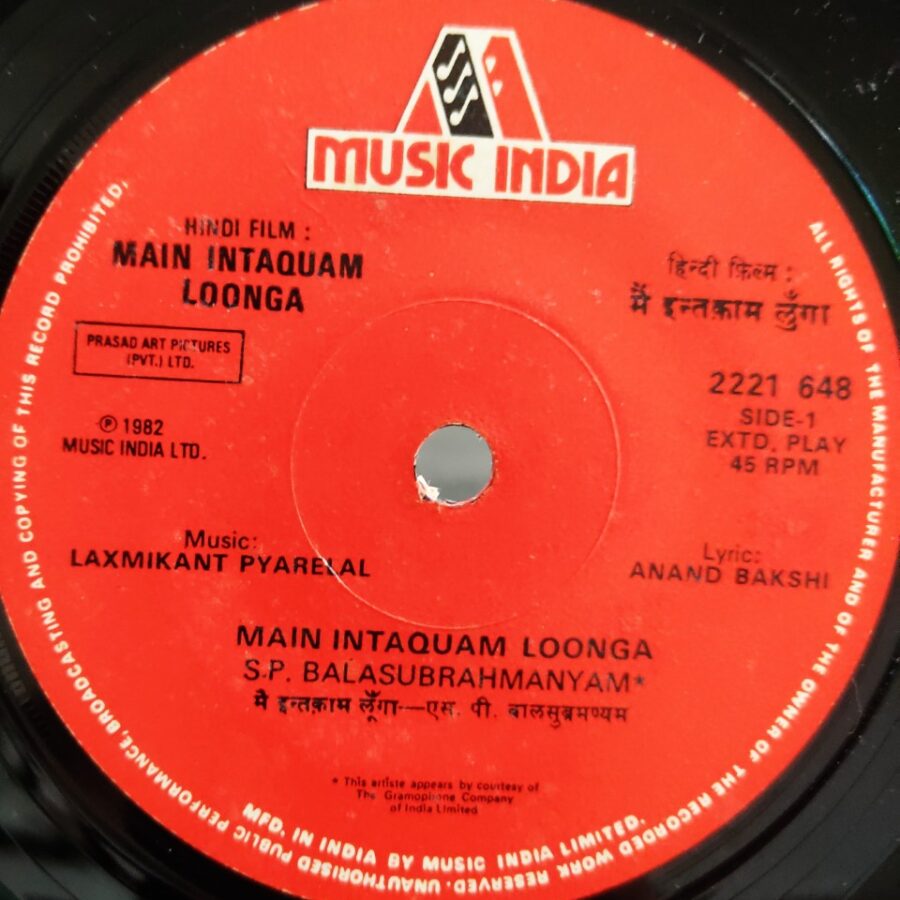 MUSIC INDIA
HINDI FILM :
MAIN INTAQUAM
LOONGA
PRASAD ART PICTURES
(PVT.) LTD.
℗ 1982
MUSIC INDIA LTD.
हिन्दी फ़िल्म :
मैं इन्तक़ाम लुँगा
2221 648
SIDE-1
EXTD. PLAY
45 RPM
Music:
LAXMIKANT PYARELAL
Lyric:
ANAND BAKSHI
MAIN INTAQUAM LOONGA
S.P. BALASUBRAHMANYAM*
मै इन्तक़ाम लूँगा—एस. पी. बालसुब्रमण्यम
* This artiste appears by courtesy of
The Gramophone Company
of India Limited
ALL RIGHTS OF THE MANUFACTURER AND OF THE OWNER OF THE RECORDED WORK RESERVED. UNAUTHORISED PUBLIC PERFORMANCE, BROADCASTING AND COPYING OF THIS RECORD PROHIBITED.
MFD. IN INDIA BY MUSIC INDIA LIMITED.